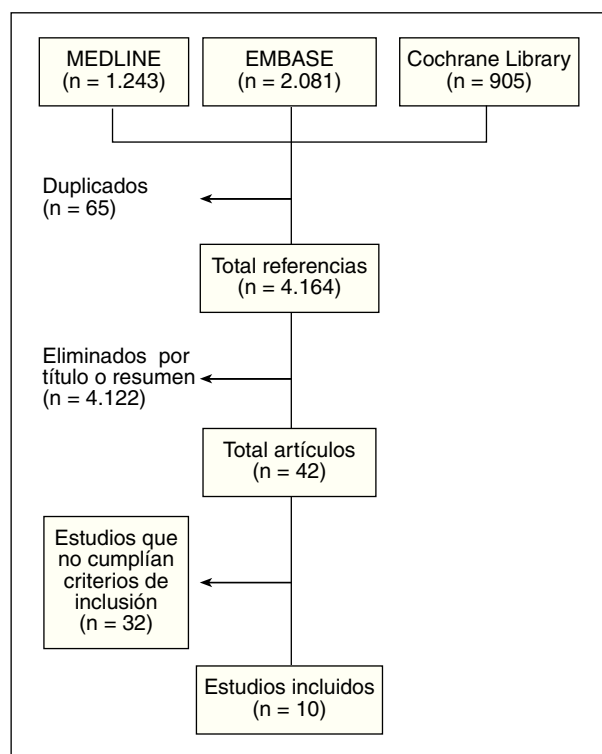 MEDLINE
(n = 1.243)
EMBASE
(n = 2.081)
Cochrane Library
(n = 905)
Duplicados
(n = 65)
Total referencias
(n = 4.164)
Eliminados por
título o resumen
(n = 4.122)
Total artículos
(n = 42)
Estudios que
no cumplían
criterios de
inclusión
(n = 32)
Estudios incluidos
(n = 10)